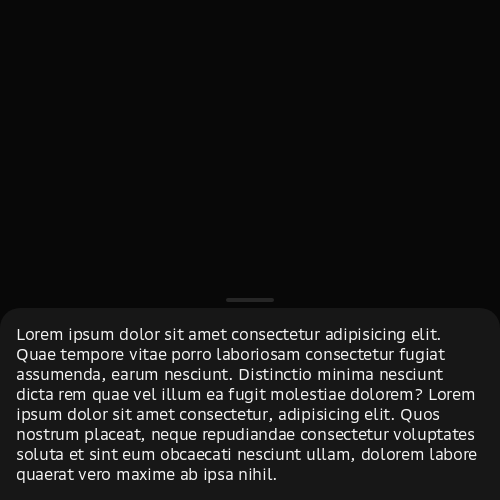 Lorem ipsum dolor sit amet consectetur adipisicing elit.
Quae tempore vitae porro laboriosam consectetur fugiat
assumenda, earum nesciunt. Distinctio minima nesciunt
dicta rem quae vel illum ea fugit molestiae dolorem? Lorem
ipsum dolor sit amet consectetur, adipisicing elit. Quos
nostrum placeat, neque repudiandae consectetur voluptates
soluta et sint eum obcaecati nesciunt ullam, dolorem labore
quaerat vero maxime ab ipsa nihil.